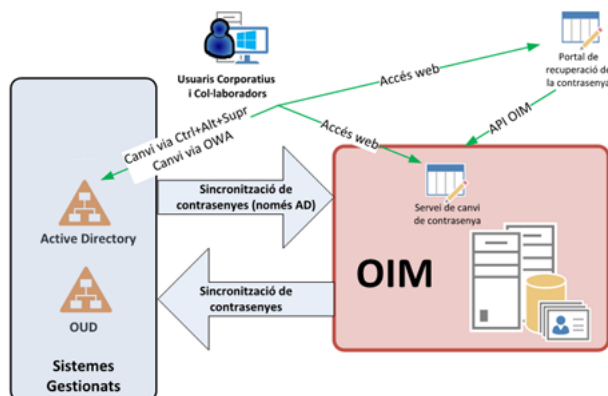 Usuaris Corporatius
i Col·laboradors
Portal de
recuperació de
la contrasenya
Accés web
Canvi via Ctrl+Alt+Supr
Canvi via OWA
Accés web
API OIM
Sincronització de
contrasenyes (només AD)
Servei de canvi
de contrasenya
Active Directory
OIM
Sincronització de
contrasenyes
OUD
Sistemes
Gestionats